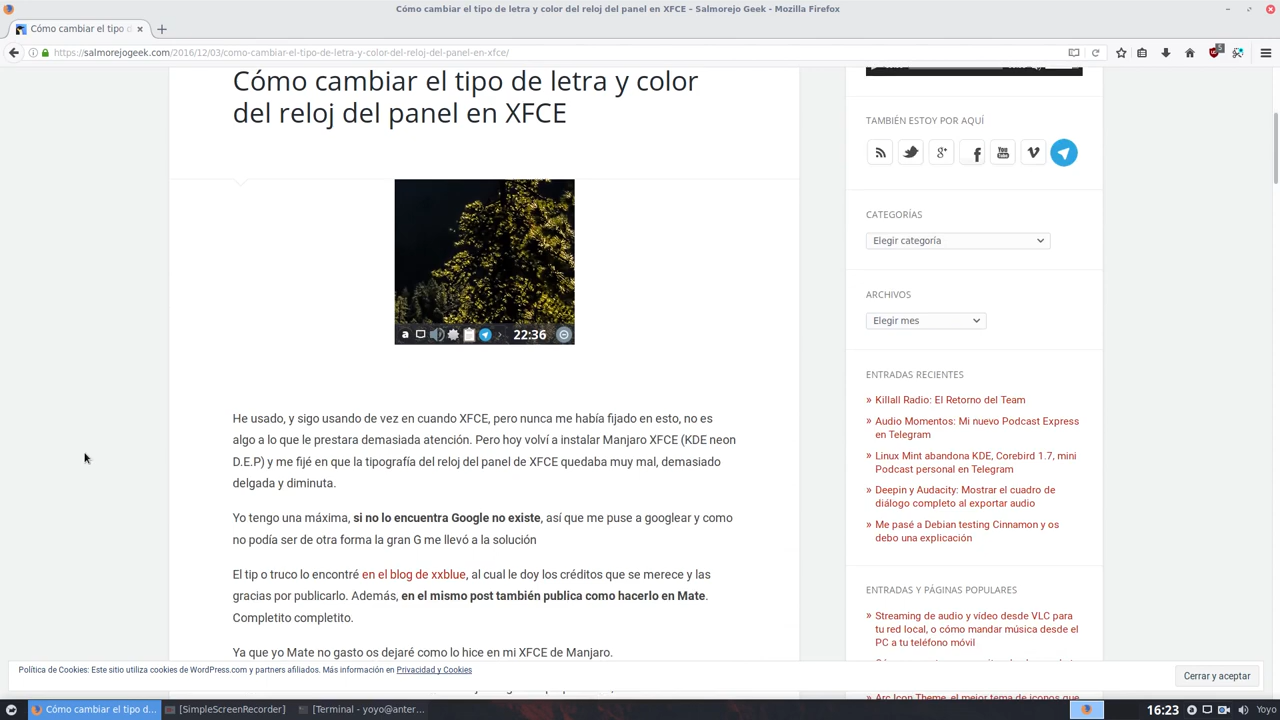 Cómo cambiar el tipo de letra y color del reloj del panel en XFCE – Salmorejo Geek - Mozilla Firefox
Cómo cambiar el tipo d
https://salmorejogeek.com/2016/12/03/como-cambiar-el-tipo-de-letra-y-color-del-reloj-del-panel-en-xfce/
5
Cómo cambiar el tipo de letra y color
del reloj del panel en XFCE
a
22:36
He usado, y sigo usando de vez en cuando XFCE, pero nunca me había fijado en esto, no es
algo a lo que le prestara demasiada atención. Pero hoy volví a instalar Manjaro XFCE (KDE neon
D.E.P) y me fijé en que la tipografía del reloj del panel de XFCE quedaba muy mal, demasiado
delgada y diminuta.
Yo tengo una máxima, si no lo encuentra Google no existe, así que me puse a googlear y como
no podía ser de otra forma la gran G me llevó a la solución
El tip o truco lo encontré en el blog de xxblue, al cual le doy los créditos que se merece y las
gracias por publicarlo. Además, en el mismo post también publica como hacerlo en Mate.
Completito completito.
Ya que yo Mate no gasto os dejaré como lo hice en mi XFCE de Manjaro.
TAMBIÉN ESTOY POR AQUÍ
g+
f
You Tube
V
CATEGORÍAS
Elegir categoría
ARCHIVOS
Elegir mes
ENTRADAS RECIENTES
» Killall Radio: El Retorno del Team
» Audio Momentos: Mi nuevo Podcast Express
en Telegram
» Linux Mint abandona KDE, Corebird 1.7, mini
Podcast personal en Telegram
» Deepin y Audacity: Mostrar el cuadro de
diálogo completo al exportar audio
» Me pasé a Debian testing Cinnamon y os
debo una explicación
ENTRADAS Y PÁGINAS POPULARES
» Streaming de audio y vídeo desde VLC para
tu red local, o cómo mandar música desde el
PC a tu teléfono móvil
Política de Cookies: Este sitio utiliza cookies de WordPress.com y partners afiliados. Más información en Privacidad y Cookies
Cerrar y aceptar
Arc Icon Theme, el mejor tema de iconos que
Cómo cambiar el tipo d...
[SimpleScreenRecorder]
[Terminal - yoyo@anter...
16:23
Yoyo